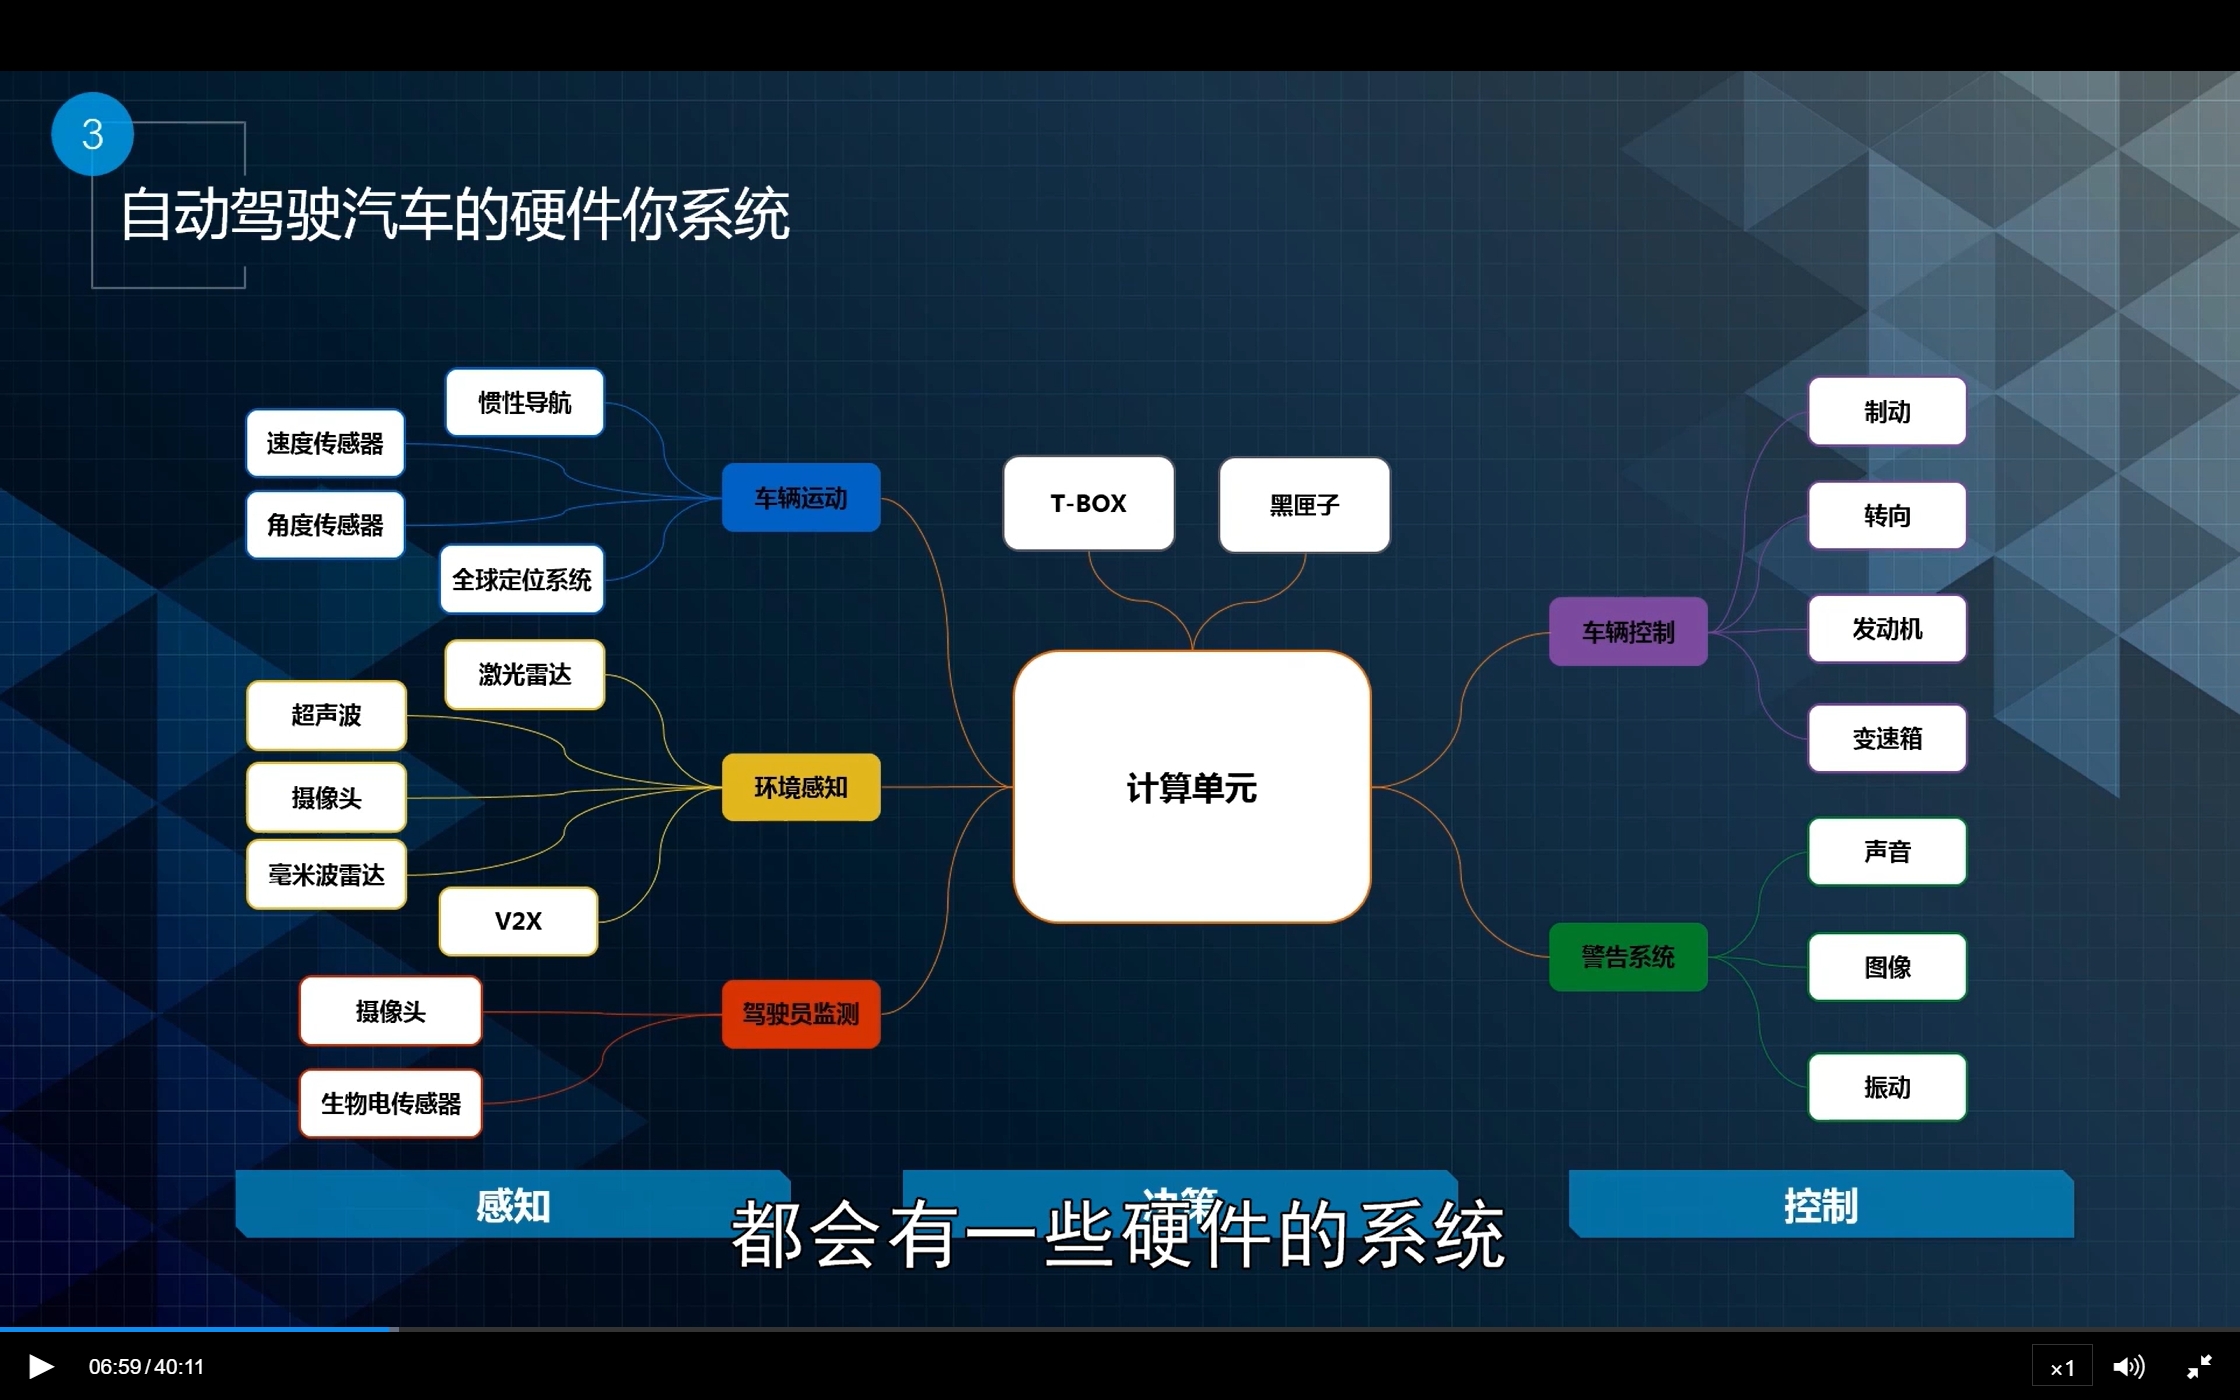 3
自动驾驶汽车的硬件你系统
惯性导航
速度传感器
角度传感器
全球定位系统
车辆运动
激光雷达
超声波
摄像头
毫米波雷达
V2X
环境感知
摄像头
生物电传感器
驾驶员监测
T-BOX
黑匣子
计算单元
车辆控制
制动
转向
发动机
变速箱
警告系统
声音
图像
振动
感知
决策
控制
都会有一些硬件的系统
06:59/40:11
×1